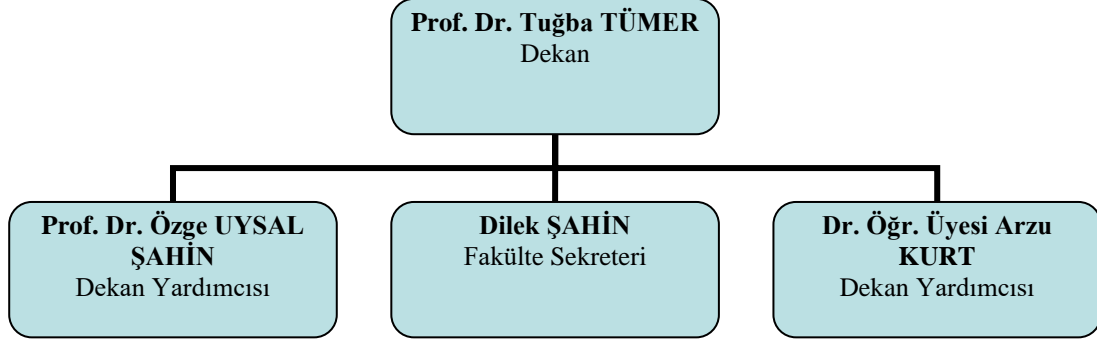 Prof. Dr. Tuğba TÜMER
Dekan
Prof. Dr. Özge UYSAL
ŞAHİN
Dekan Yardımcısı
Dilek ŞAHİN
Fakülte Sekreteri
Dr. Öğr. Üyesi Arzu
KURT
Dekan Yardımcısı